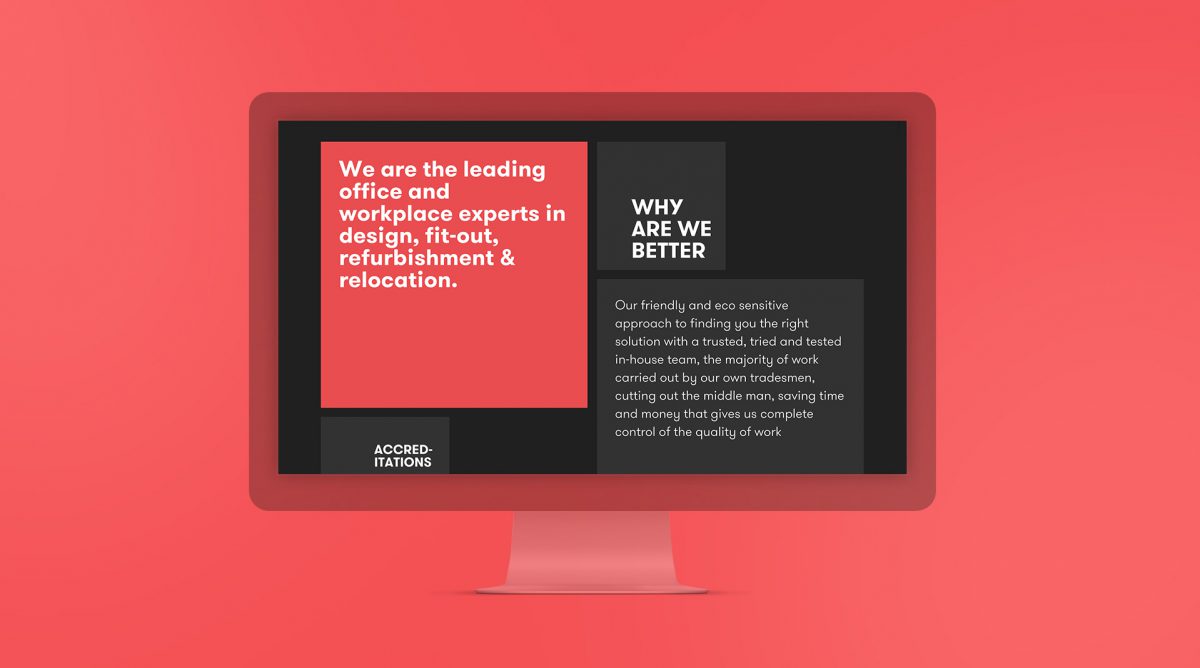 We are the leading
office and
workplace experts in
design, fit-out,
refurbishment &
relocation.
WHY
ARE WE
BETTER
Our friendly and eco sensitive
approach to finding you the right
solution with a trusted, tried and tested
in-house team, the majority of work
carried out by our own tradesmen,
cutting out the middle man, saving time
and money that gives us complete
control of the quality of work
ACCRED-
ITATIONS